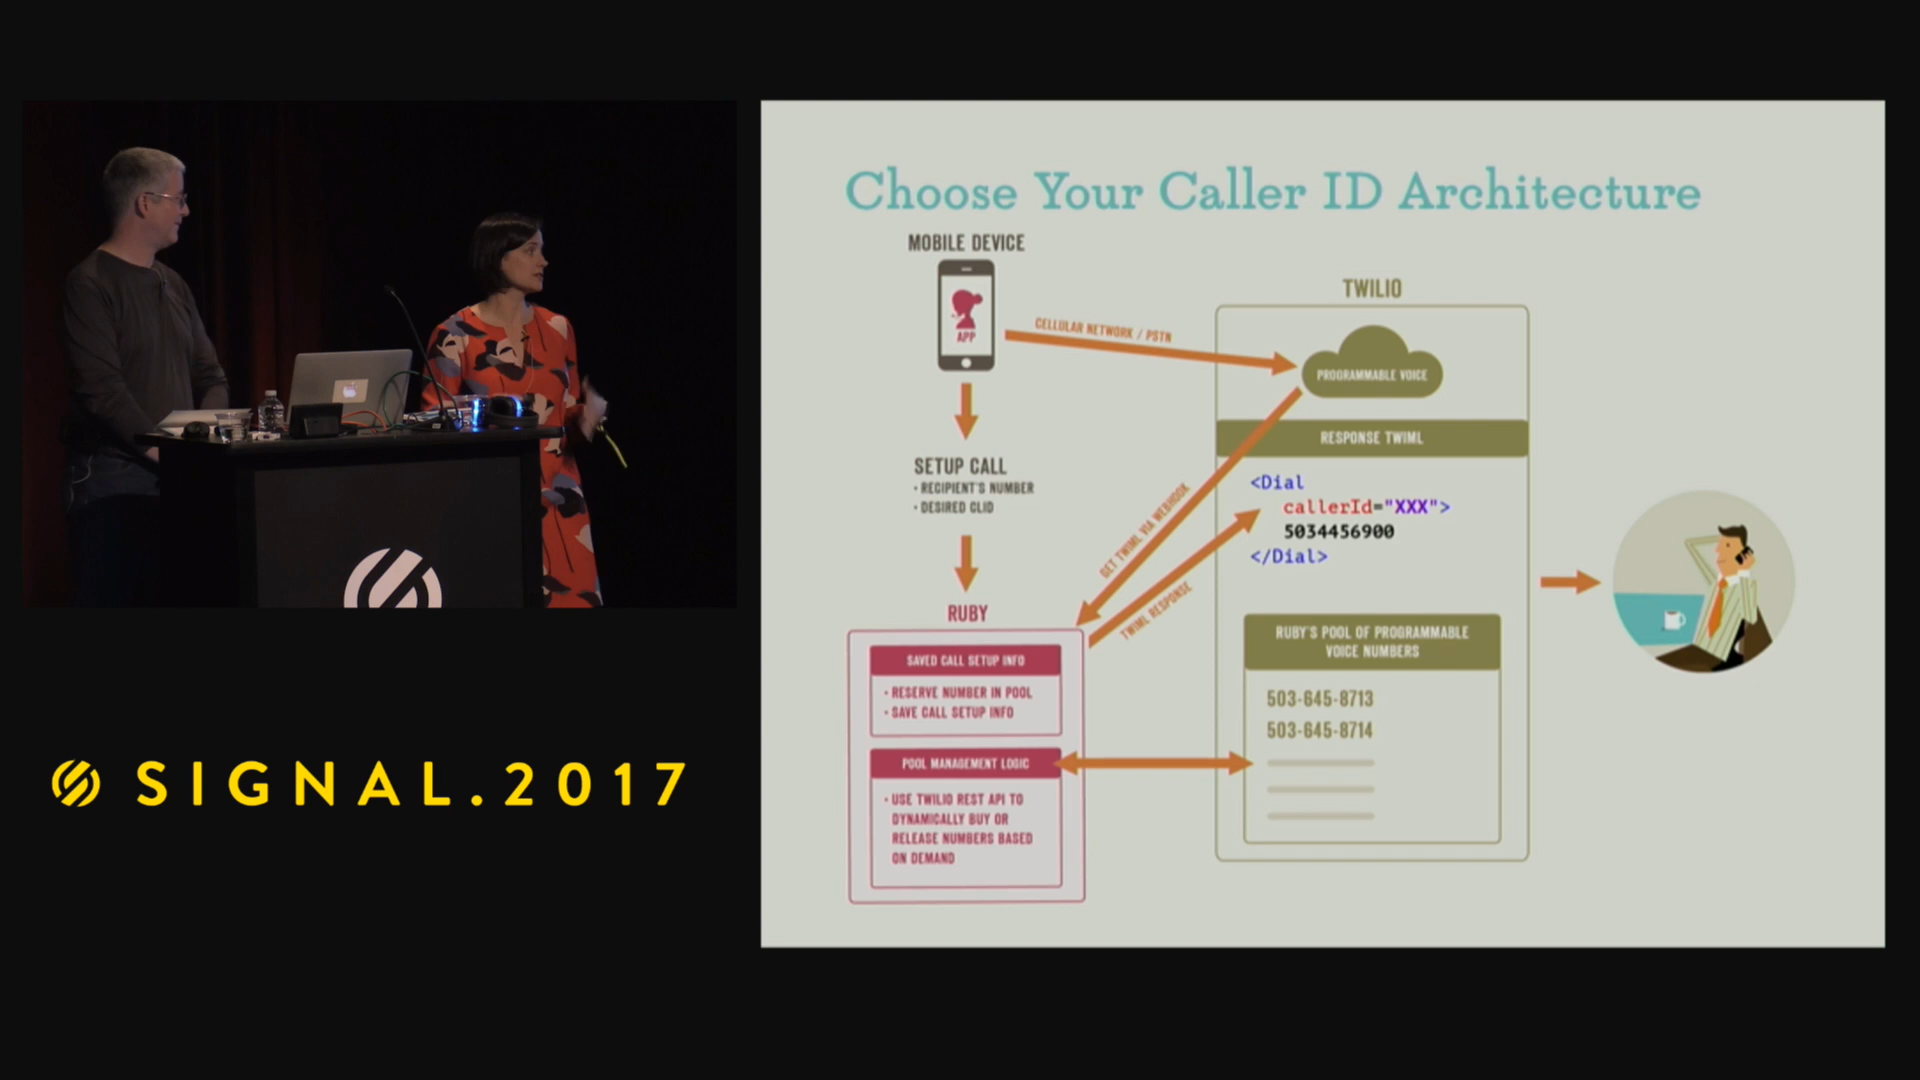 Choose Your Caller ID Architecture
MOBILE DEVICE
APP
CELLULAR NETWORK / PSTN
SETUP CALL
• RECIPIENT'S NUMBER
• DESIRED CLID
RUBY
SAVED CALL SETUP INFO
• RESERVE NUMBER IN POOL
• SAVE CALL SETUP INFO
POOL MANAGEMENT LOGIC
• USE TWILIO REST API TO
DYNAMICALLY BUY OR
RELEASE NUMBERS BASED
ON DEMAND
GET TWIML VIA WEBHOOK
TWIML RESPONSE
TWILIO
PROGRAMMABLE VOICE
RESPONSE TWIML
<Dial
callerId="XXX">
5034456900
</Dial>
RUBY'S POOL OF PROGRAMMABLE
VOICE NUMBERS
503-645-8713
503-645-8714
SIGNAL.2017